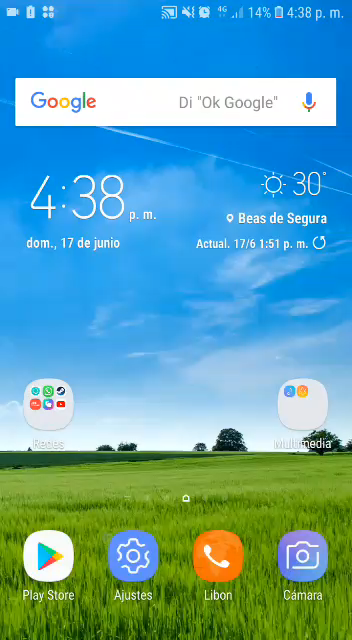 4G 14% 4:38 p. m.
Google Di "Ok Google"
4:38 p. m.
dom., 17 de junio
30°
Beas de Segura
Actual. 17/6 1:51 p. m.
Redes
Multimedia
Play Store
Ajustes
Libon
Cámara